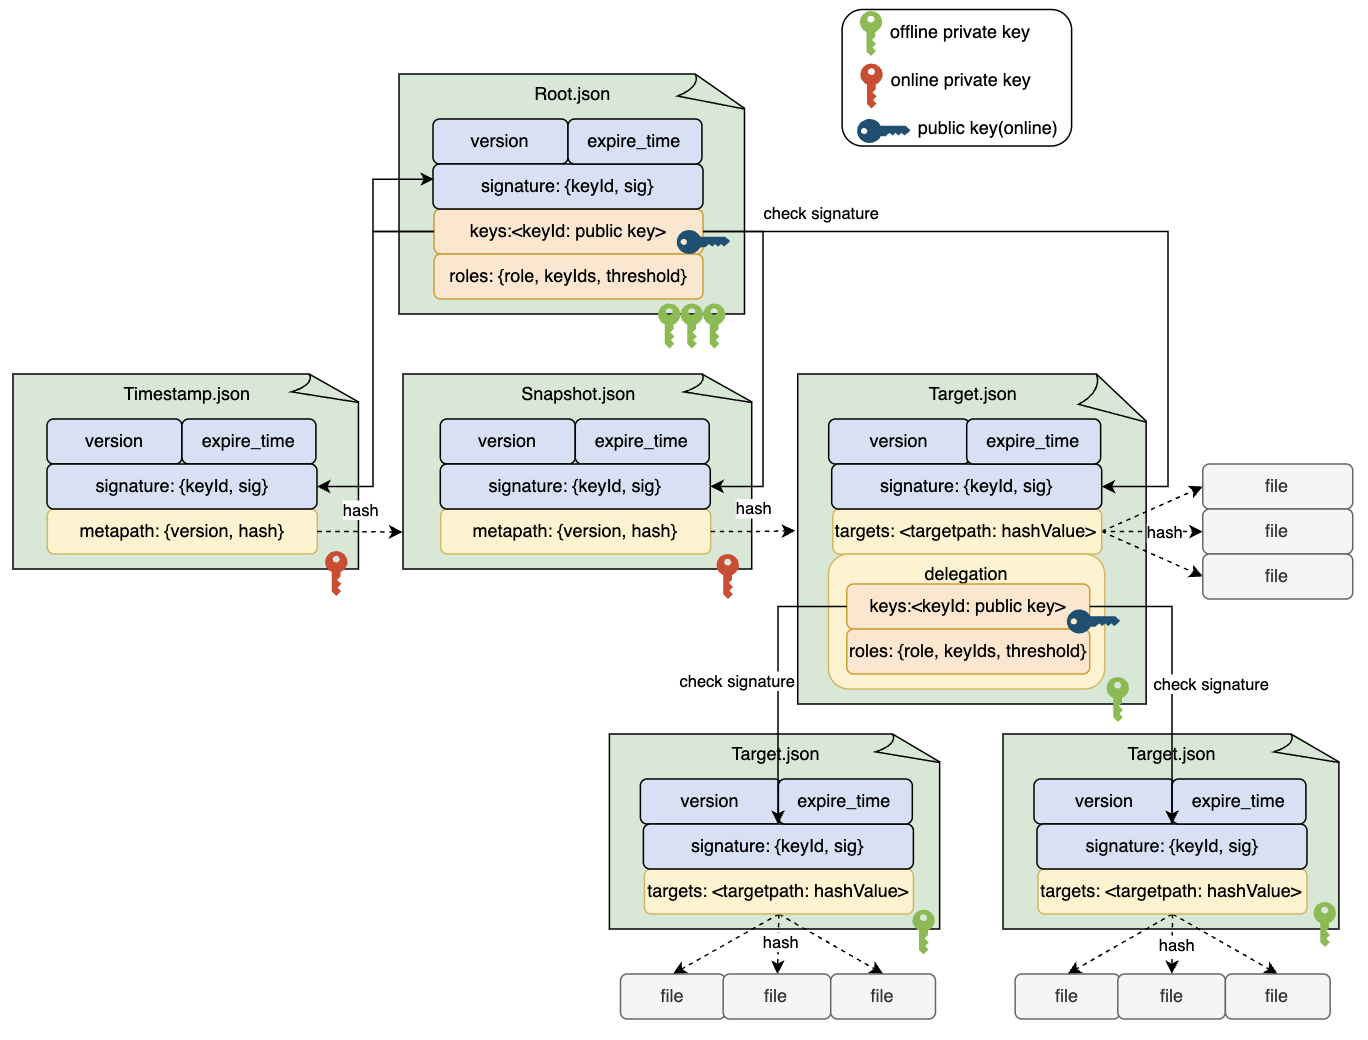 offline private key
online private key
public key(online)
Root.json
version
expire_time
signature: {keyId, sig}
keys:<keyId: public key>
roles: {role, keyIds, threshold}
check signature
Timestamp.json
version
expire_time
signature: {keyId, sig}
metapath: {version, hash}
hash
Snapshot.json
version
expire_time
signature: {keyId, sig}
metapath: {version, hash}
hash
Target.json
version
expire_time
signature: {keyId, sig}
targets: <targetpath: hashValue>
hash
file
file
file
delegation
keys:<keyId: public key>
roles: {role, keyIds, threshold}
check signature
check signature
Target.json
version
expire_time
signature: {keyId, sig}
targets: <targetpath: hashValue>
hash
file
file
file
Target.json
version
expire_time
signature: {keyId, sig}
targets: <targetpath: hashValue>
hash
file
file
file